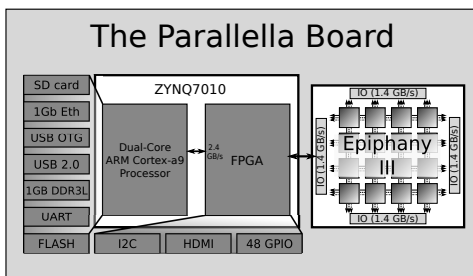 The Parallella Board
SD card
1Gb Eth
USB OTG
USB 2.0
1GB DDR3L
UART
FLASH
I2C
HDMI
48 GPIO
ZYNQ7010
Dual-Core
ARM Cortex-a9
Processor
2.4
GB/s
FPGA
IO (1.4 GB/s)
IO (1.4 GB/s)
Epiphany
III
IO (1.4 GB/s)
IO (1.4 GB/s)